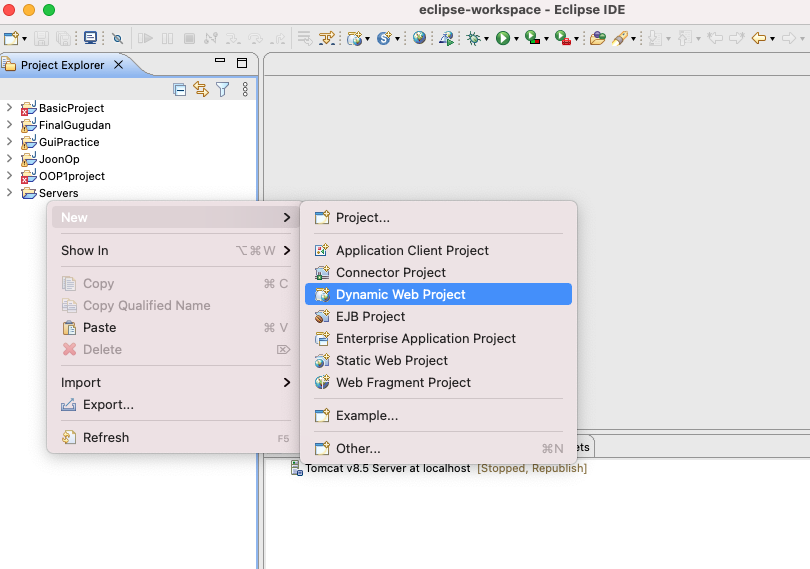 eclipse-workspace - Eclipse IDE
Project Explorer
BasicProject
FinalGugudan
GuiPractice
JoonOp
OOP1project
Servers
New
Show In ⌥⌘W
Copy ⌘C
Copy Qualified Name
Paste ⌘V
Delete ⌦
Import
Export...
Refresh F5
Project...
Application Client Project
Connector Project
Dynamic Web Project
EJB Project
Enterprise Application Project
Static Web Project
Web Fragment Project
Example...
Other... ⌘N
ets
Tomcat v8.5 Server at localhost [Stopped, Republish]